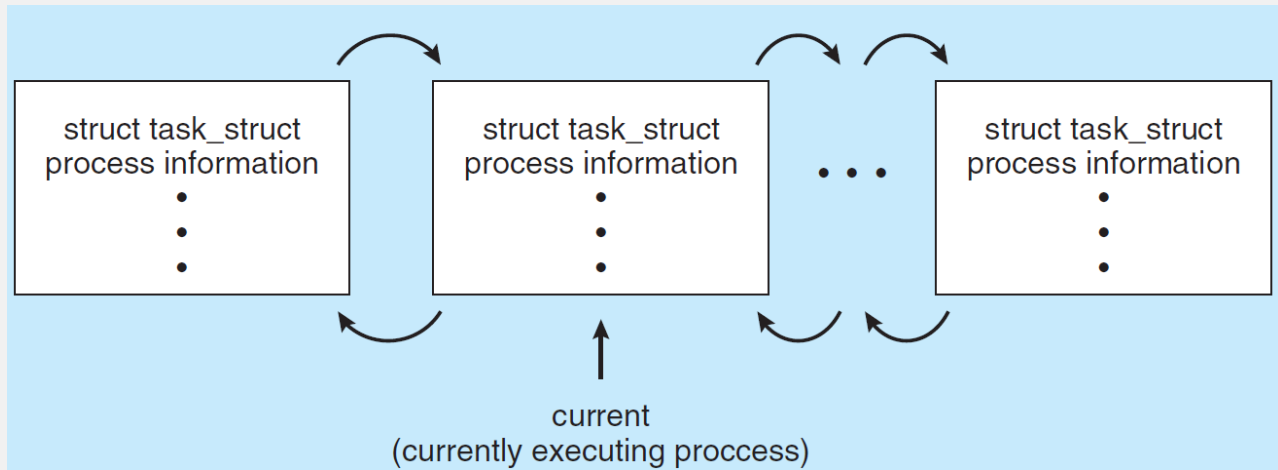 struct task_struct
process information
struct task_struct
process information
struct task_struct
process information
current
(currently executing proccess)